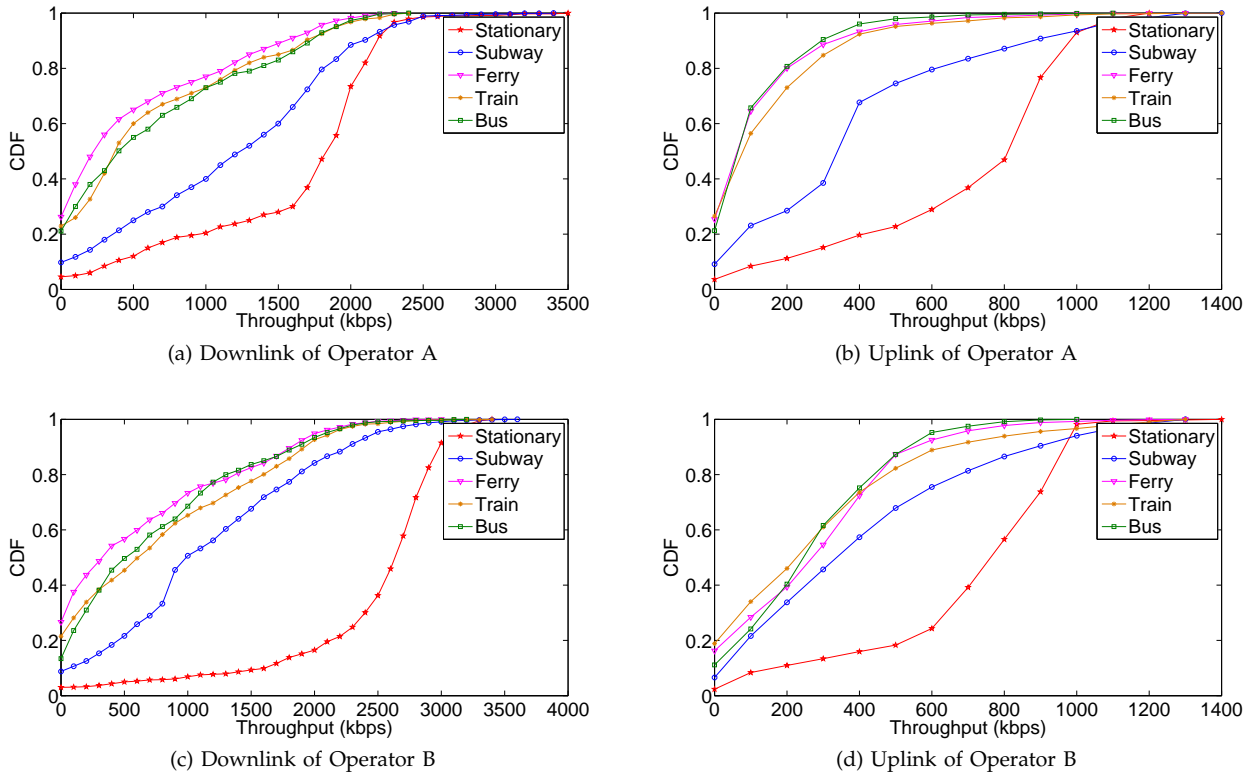 1
0.8
0.6
0.4
0.2
0
CDF
0 500 1000 1500 2000 2500 3000 3500
Throughput (kbps)
Stationary
Subway
Ferry
Train
Bus
(a) Downlink of Operator A
1
0.8
0.6
0.4
0.2
0
CDF
0 200 400 600 800 1000 1200 1400
Throughput (kbps)
Stationary
Subway
Ferry
Train
Bus
(b) Uplink of Operator A
1
0.8
0.6
0.4
0.2
0
CDF
0 500 1000 1500 2000 2500 3000 3500 4000
Throughput (kbps)
Stationary
Subway
Ferry
Train
Bus
(c) Downlink of Operator B
1
0.8
0.6
0.4
0.2
0
CDF
0 200 400 600 800 1000 1200 1400
Throughput (kbps)
Stationary
Subway
Ferry
Train
Bus
(d) Uplink of Operator B